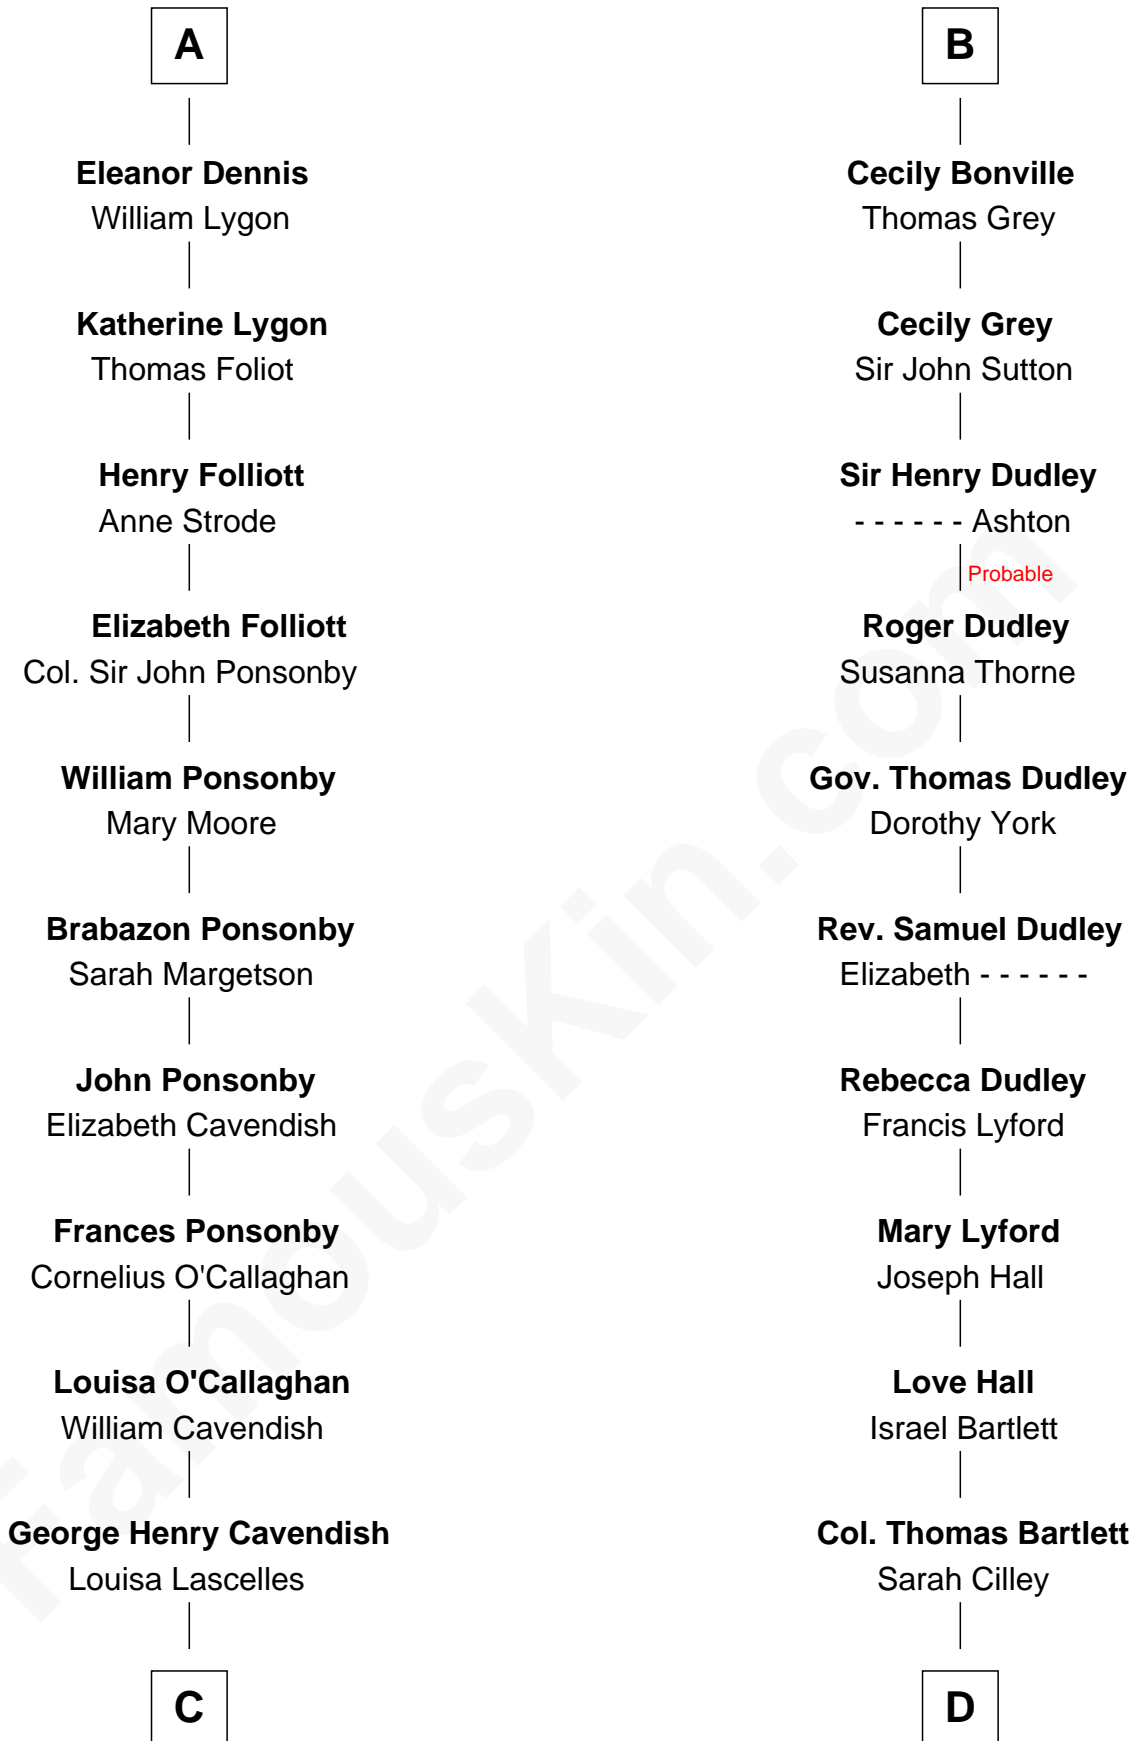 A
Eleanor Dennis
William Lygon
Katherine Lygon
Thomas Foliot
Henry Folliott
Anne Strode
Elizabeth Folliott
Col. Sir John Ponsonby
William Ponsonby
Mary Moore
Brabazon Ponsonby
Sarah Margetson
John Ponsonby
Elizabeth Cavendish
Frances Ponsonby
Cornelius O'Callaghan
Louisa O'Callaghan
William Cavendish
George Henry Cavendish
Louisa Lascelles
C
B
Cecily Bonville
Thomas Grey
Cecily Grey
Sir John Sutton
Sir Henry Dudley
- - - - - - Ashton
Probable
Roger Dudley
Susanna Thorne
Gov. Thomas Dudley
Dorothy York
Rev. Samuel Dudley
Elizabeth - - - - - -
Rebecca Dudley
Francis Lyford
Mary Lyford
Joseph Hall
Love Hall
Israel Bartlett
Col. Thomas Bartlett
Sarah Cilley
D
FamousKin.com